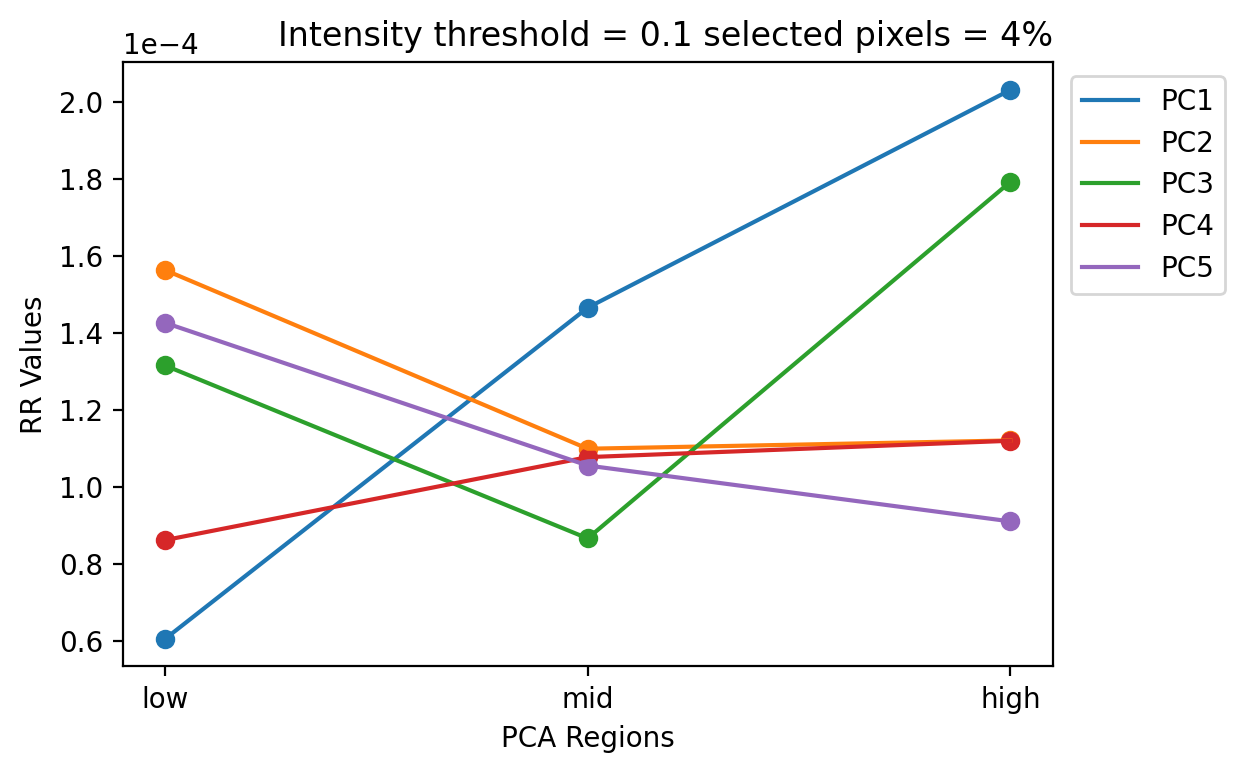 Intensity threshold = 0.1 selected pixels = 4%
1e−4
2.0
1.8
1.6
1.4
1.2
1.0
0.8
0.6
RR Values
low
mid
high
PCA Regions
PC1
PC2
PC3
PC4
PC5